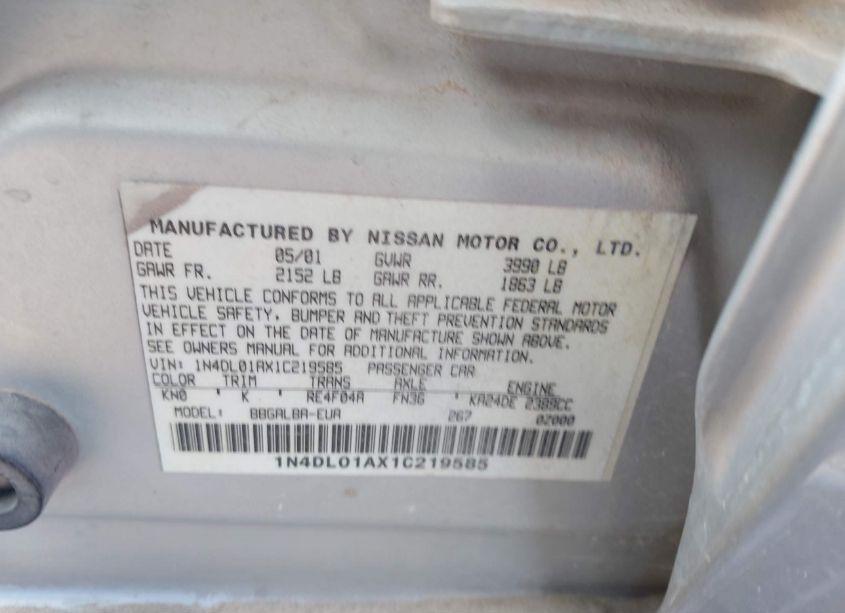 MANUFACTURED BY NISSAN MOTOR CO., LTD.
DATE 05/01 GVWR 3990 LB
GAWR FR. 2152 LB GAWR RR. 1863 LB
THIS VEHICLE CONFORMS TO ALL APPLICABLE FEDERAL MOTOR
VEHICLE SAFETY, BUMPER AND THEFT PREVENTION STANDARDS
IN EFFECT ON THE DATE OF MANUFACTURE SHOWN ABOVE.
SEE OWNERS MANUAL FOR ADDITIONAL INFORMATION.
VIN: 1N4DL01AX1C219585 PASSENGER CAR
COLOR TRIM TRANS AXLE ENGINE
KN0 ' K ' RE4F04A FN36 ' KA24DE 2389CC
MODEL: BBGALBA-EUA 267 02000
1N4DL01AX1C219585